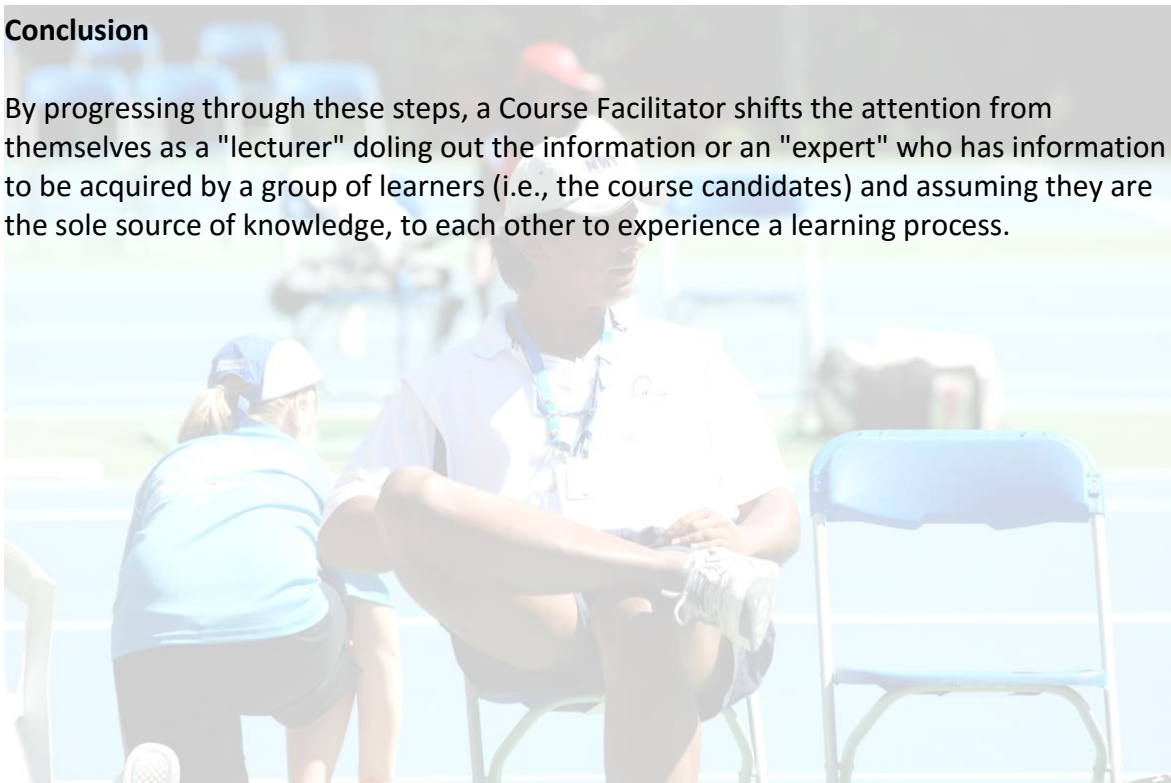 Conclusion
By progressing through these steps, a Course Facilitator shifts the attention from
themselves as a "lecturer" doling out the information or an "expert" who has information
to be acquired by a group of learners (i.e., the course candidates) and assuming they are
the sole source of knowledge, to each other to experience a learning process.